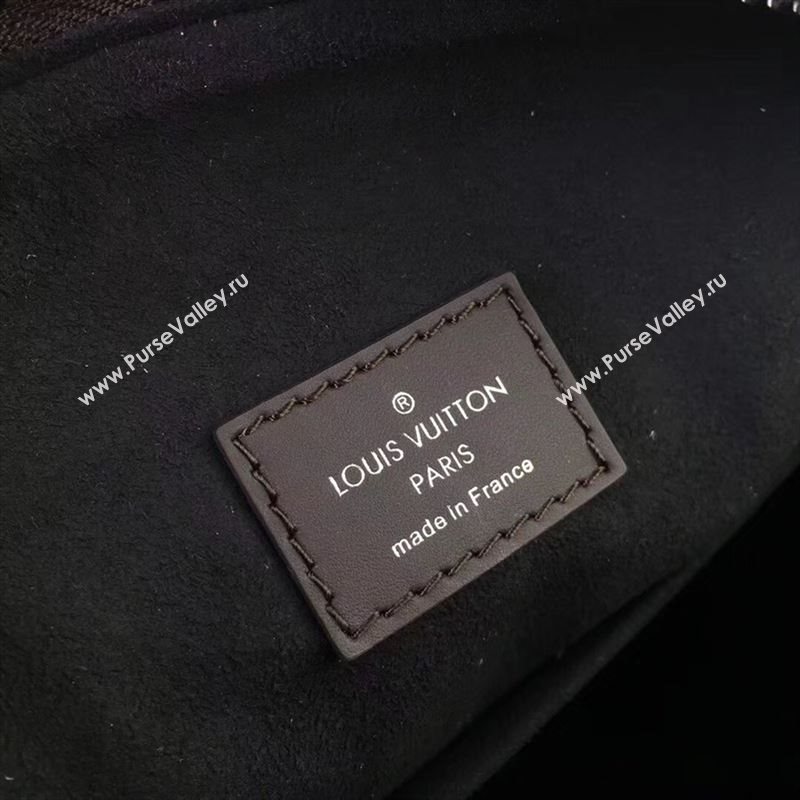 www.PurseValley.ru
www.PurseValley.ru
®
LOUIS VUITTON
PARIS
made in France